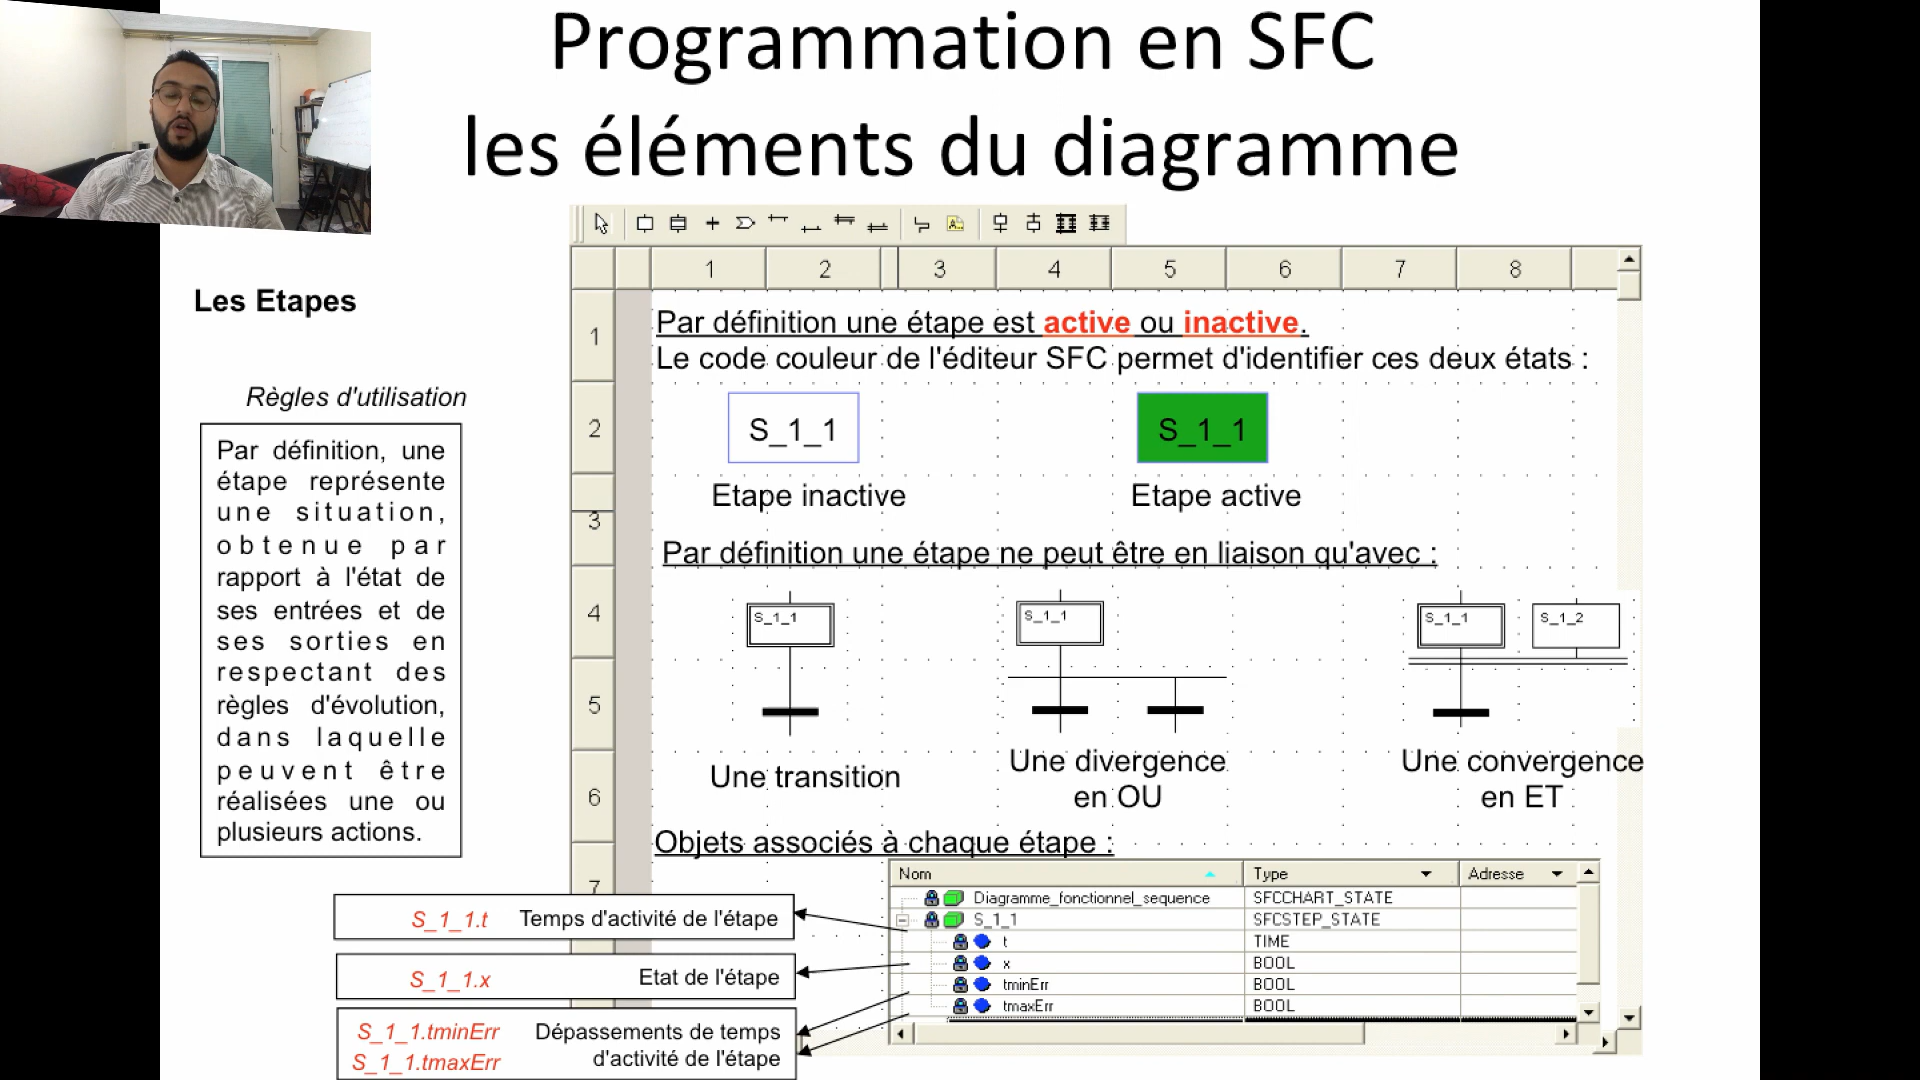 Programmation en SFC
les éléments du diagramme
1 2 3 4 5 6 7 8
Les Etapes
Règles d'utilisation
Par définition, une
étape représente
une situation,
obtenue par
rapport à l'état de
ses entrées et de
ses sorties en
respectant des
règles d'évolution,
dans laquelle
peuvent être
réalisées une ou
plusieurs actions.
1
Par définition une étape est active ou inactive.
Le code couleur de l'éditeur SFC permet d'identifier ces deux états :
2
S_1_1
S_1_1
Etape inactive
Etape active
3
Par définition une étape ne peut être en liaison qu'avec :
4
S_1_1
S_1_1
S_1_1
S_1_2
5
Une transition
Une divergence
en OU
Une convergence
en ET
6
Objets associés à chaque étape :
7
Nom Type Adresse
Diagramme_fonctionnel_sequence SFCCHART_STATE
S_1_1 SFCSTEP_STATE
t TIME
x BOOL
tminErr BOOL
tmaxErr BOOL
S_1_1.t Temps d'activité de l'étape
S_1_1.x Etat de l'étape
S_1_1.tminErr Dépassements de temps
S_1_1.tmaxErr d'activité de l'étape